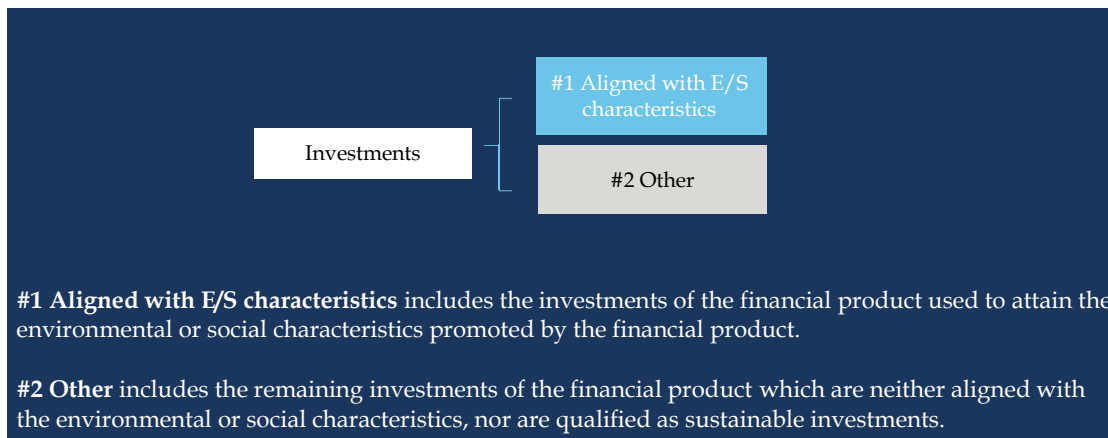 #1 Aligned with E/S
characteristics
Investments
#2 Other
#1 Aligned with E/S characteristics includes the investments of the financial product used to attain the
environmental or social characteristics promoted by the financial product.
#2 Other includes the remaining investments of the financial product which are neither aligned with
the environmental or social characteristics, nor are qualified as sustainable investments.